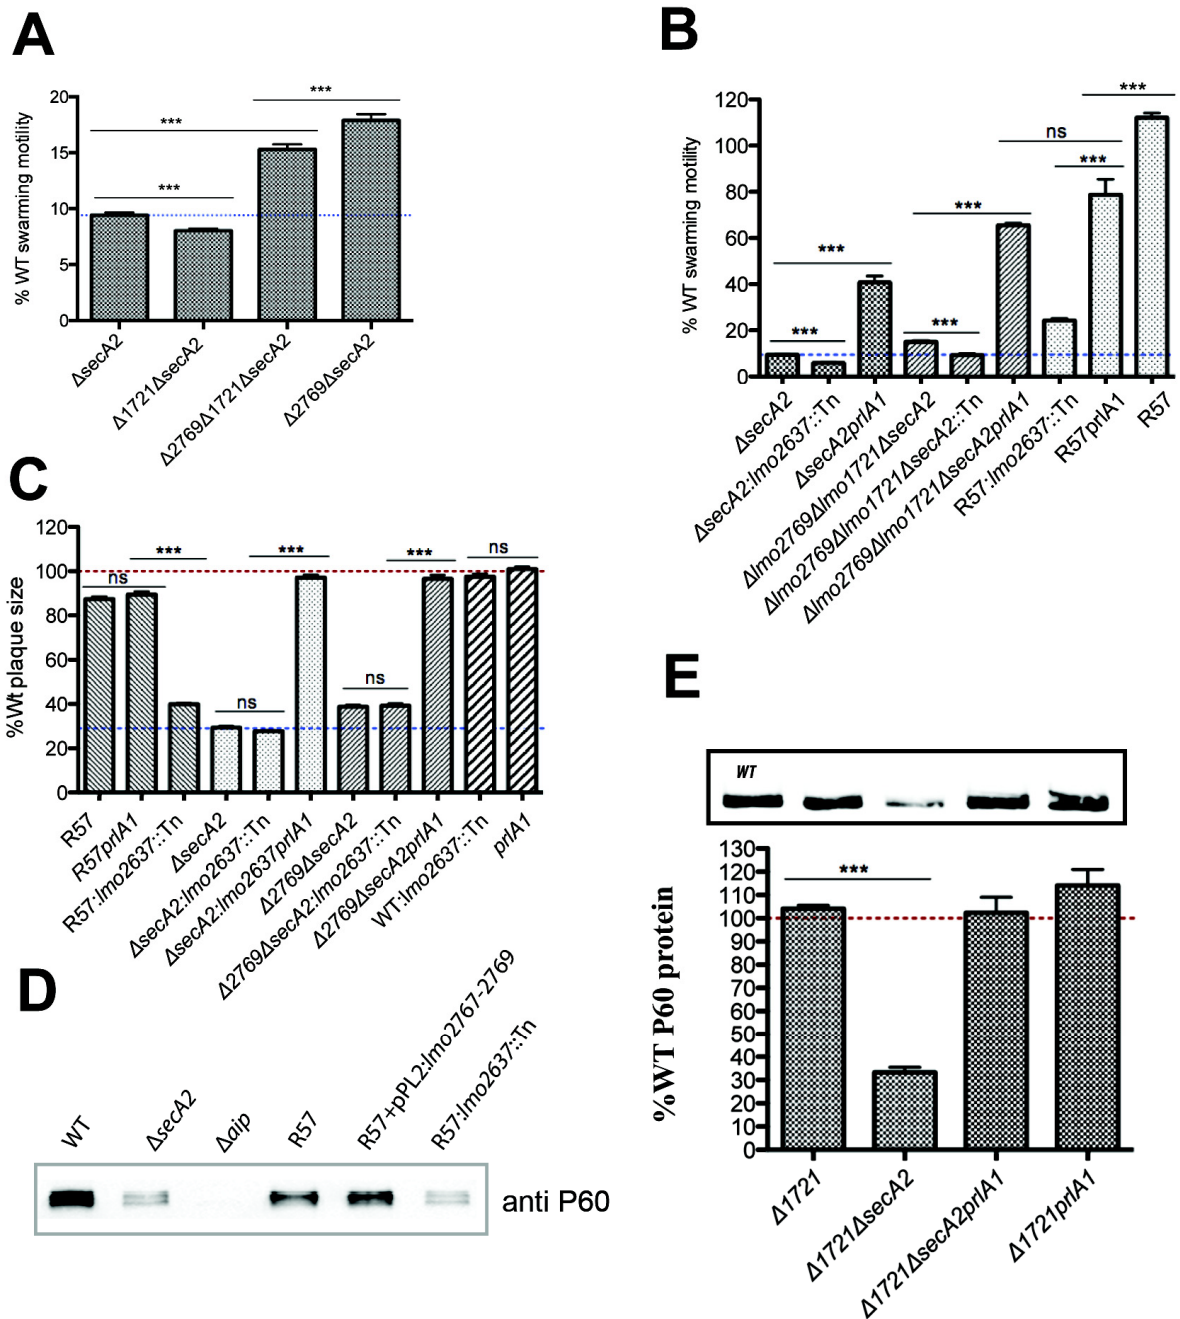 A
% WT swarming motility
20
15
10
5
0
***
***
***
ΔsecA2
Δ1721ΔsecA2
Δ2769Δ1721ΔsecA2
Δ2769ΔsecA2
B
% WT swarming motility
120
100
80
60
40
20
0
***
***
***
***
ns
***
***
ΔsecA2
ΔsecA2:lmo2637::Tn
ΔsecA2prlA1
Δlmo2769Δlmo1721ΔsecA2
Δlmo2769Δlmo1721ΔsecA2::Tn
Δlmo2769Δlmo1721ΔsecA2prlA1
R57:lmo2637::Tn
R57prlA1
R57
C
%Wt plaque size
120
100
80
60
40
20
0
ns
***
ns
***
ns
***
ns
R57
R57prlA1
R57:lmo2637::Tn
ΔsecA2
ΔsecA2:lmo2637::Tn
ΔsecA2:lmo2637prlA1
Δ2769ΔsecA2
Δ2769ΔsecA2:lmo2637::Tn
Δ2769ΔsecA2prlA1
WT:lmo2637::Tn
prlA1
D
WT
ΔsecA2
Δaip
R57
R57+pPL2:lmo2767-2769
R57:lmo2637::Tn
anti P60
E
WT
%WT P60 protein
130
120
110
100
90
80
70
60
50
40
30
20
10
0
***
Δ1721
Δ1721ΔsecA2
Δ1721ΔsecA2prlA1
Δ1721prlA1